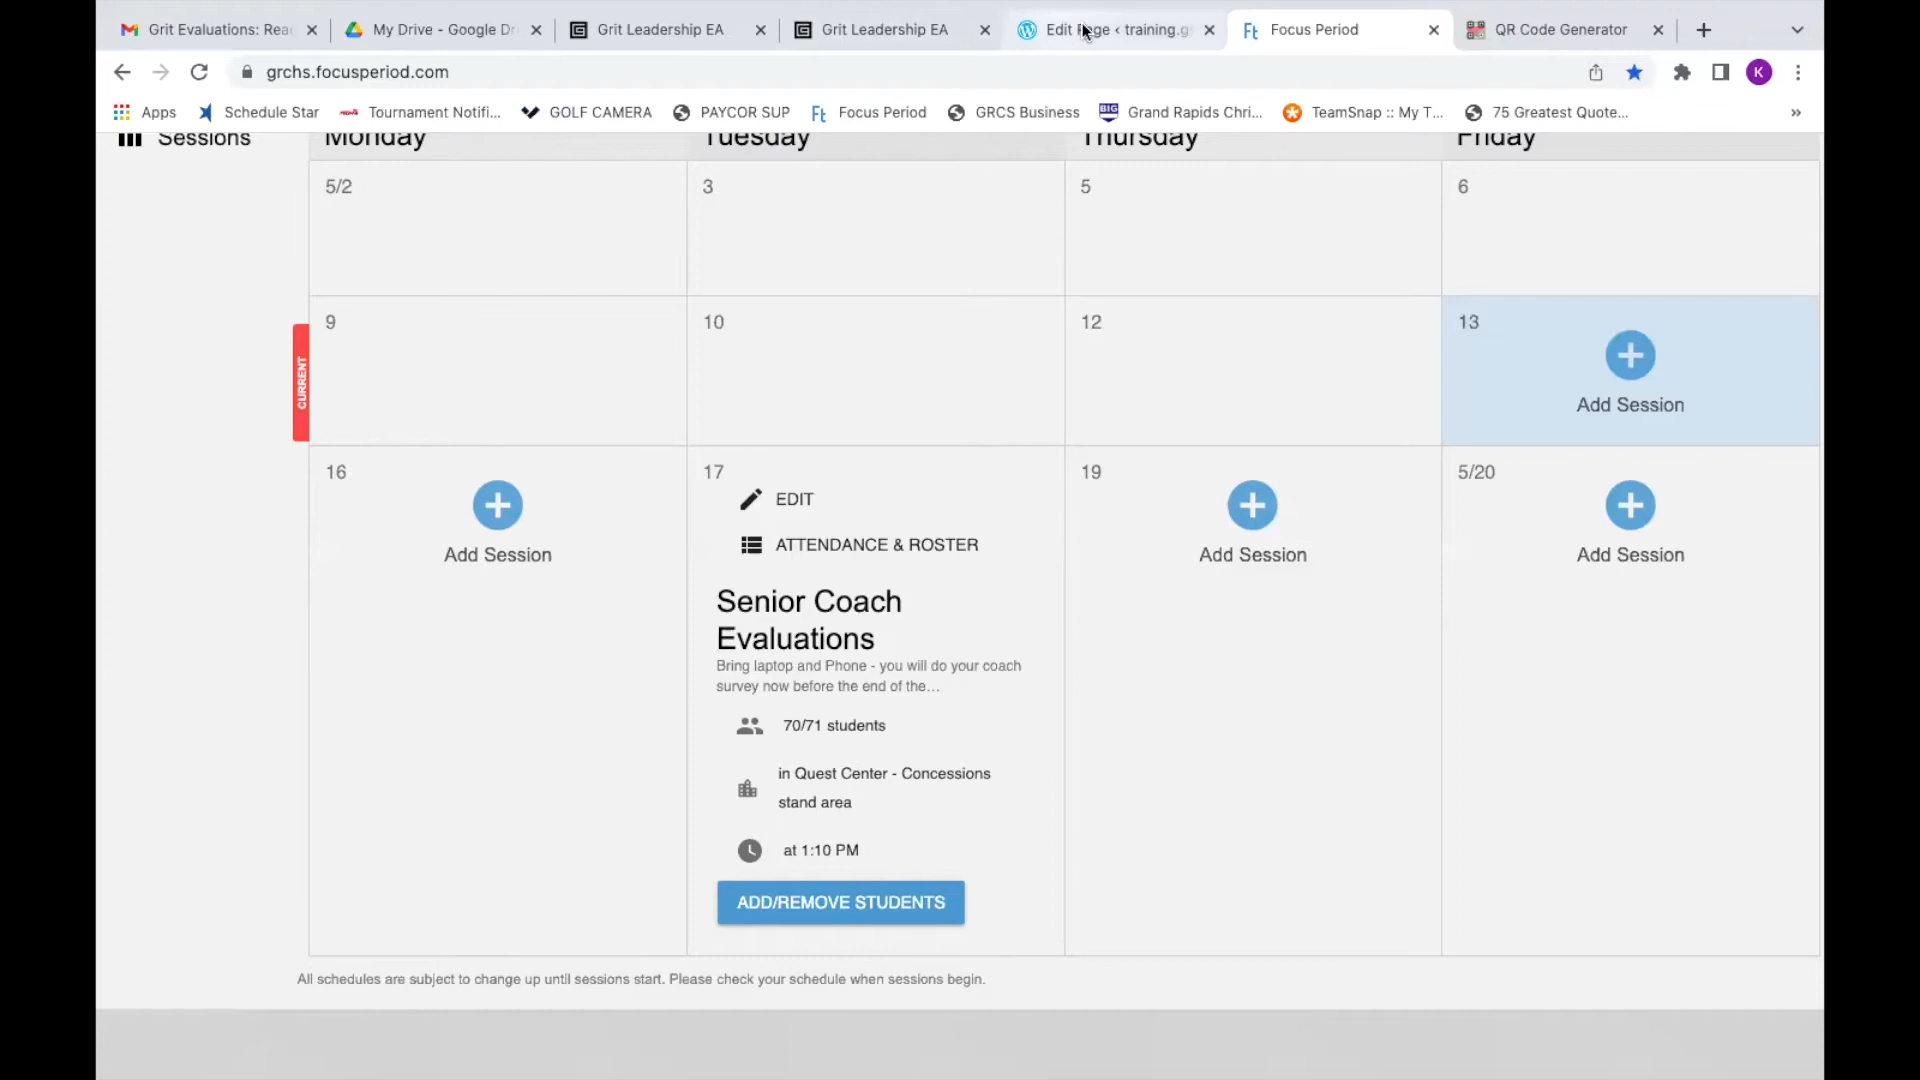 Grit Evaluations: Rea
My Drive - Google Dr
Grit Leadership EA
Grit Leadership EA
Edit Page ‹ training.g
Focus Period
QR Code Generator
grchs.focusperiod.com
K
Apps
Schedule Star
Tournament Notifi...
GOLF CAMERA
PAYCOR SUP
Focus Period
GRCS Business
BIG
Grand Rapids Chri...
TeamSnap :: My T...
75 Greatest Quote...
»
Sessions
Monday
Tuesday
Thursday
Friday
5/2
3
5
6
CURRENT
9
10
12
13
Add Session
16
Add Session
17
EDIT
ATTENDANCE & ROSTER
Senior Coach
Evaluations
Bring laptop and Phone - you will do your coach
survey now before the end of the...
70/71 students
in Quest Center - Concessions
stand area
at 1:10 PM
ADD/REMOVE STUDENTS
19
Add Session
5/20
Add Session
All schedules are subject to change up until sessions start. Please check your schedule when sessions begin.